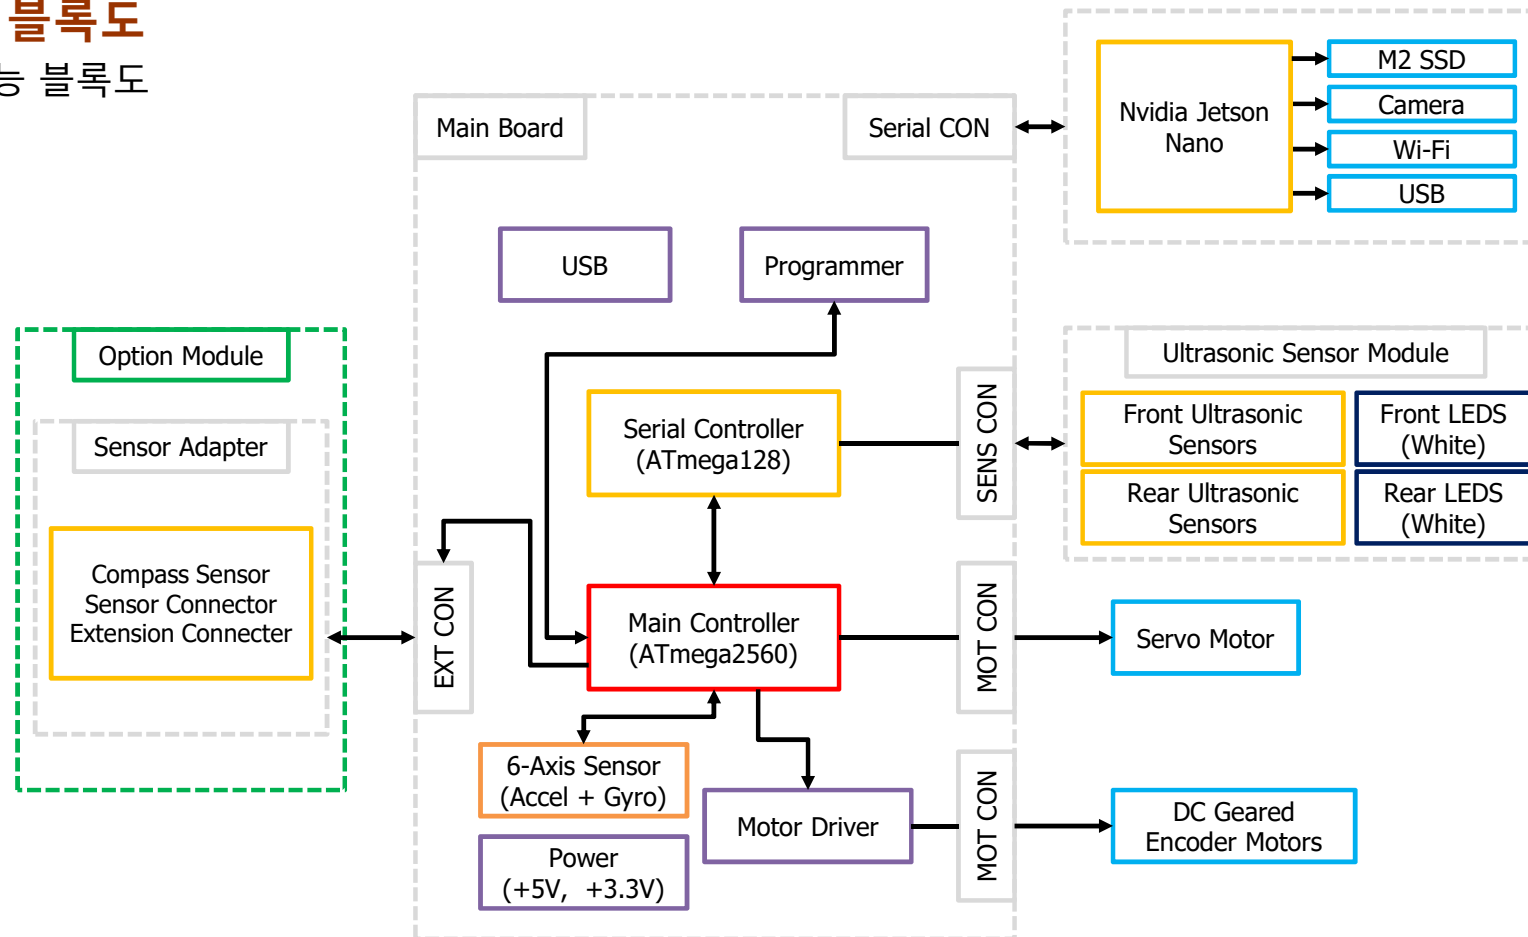 블록도
능 블록도
Main Board
Serial CON
Nvidia Jetson
Nano
M2 SSD
Camera
Wi-Fi
USB
USB
Programmer
Option Module
Sensor Adapter
Compass Sensor
Sensor Connector
Extension Connecter
EXT CON
Serial Controller
(ATmega128)
SENS CON
Ultrasonic Sensor Module
Front Ultrasonic
Sensors
Front LEDS
(White)
Rear Ultrasonic
Sensors
Rear LEDS
(White)
Main Controller
(ATmega2560)
MOT CON
Servo Motor
6-Axis Sensor
(Accel + Gyro)
Motor Driver
MOT CON
DC Geared
Encoder Motors
Power
(+5V, +3.3V)